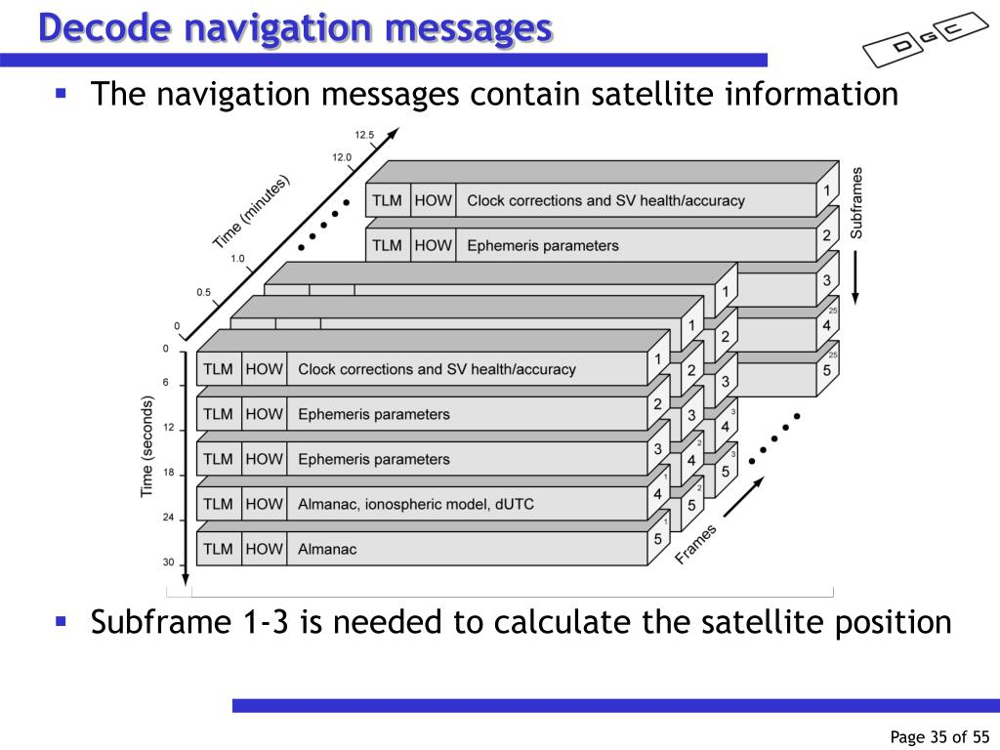 Decode navigation messages
DGC
The navigation messages contain satellite information
12.5
12.0
Time (minutes)
1.0
0.5
0
TLM HOW Clock corrections and SV health/accuracy 1
TLM HOW Ephemeris parameters 2
3
4 25
5 25
Subframes
1
2
3
4 3
5 3
1
2
3
4 2
5 2
0
6
12
18
24
30
Time (seconds)
TLM HOW Clock corrections and SV health/accuracy 1
TLM HOW Ephemeris parameters 2
TLM HOW Ephemeris parameters 3
TLM HOW Almanac, ionospheric model, dUTC 4 1
TLM HOW Almanac 5 1
Frames
Subframe 1-3 is needed to calculate the satellite position
Page 35 of 55